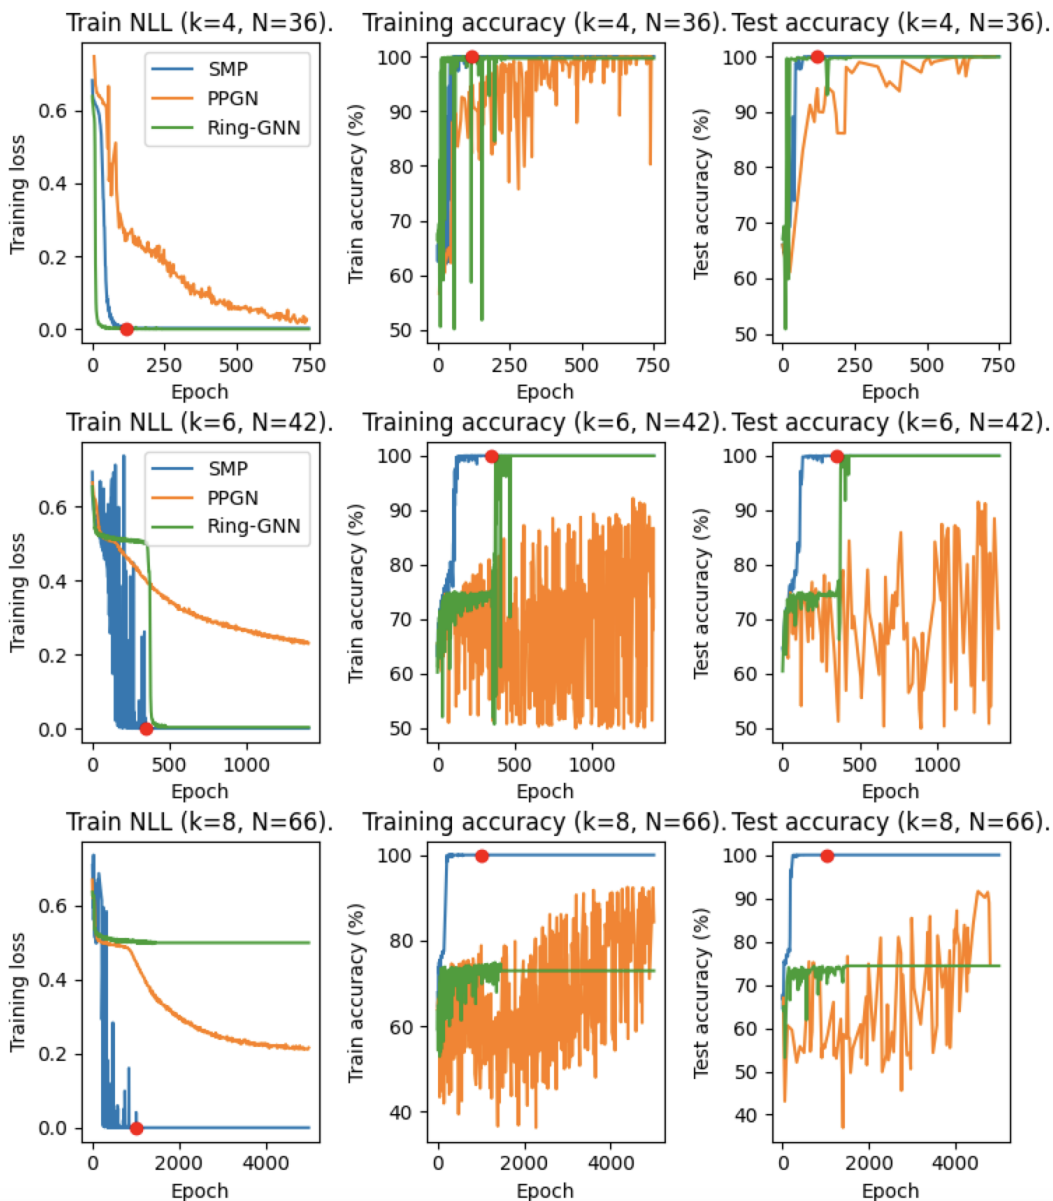 Train NLL (k=4, N=36).
0.6
0.4
0.2
0.0
Training loss
SMP
PPGN
Ring-GNN
0
250
500
750
Epoch
Training accuracy (k=4, N=36).
100
90
80
70
60
50
Train accuracy (%)
0
250
500
750
Epoch
Test accuracy (k=4, N=36).
100
90
80
70
60
50
Test accuracy (%)
0
250
500
750
Epoch
Train NLL (k=6, N=42).
0.6
0.4
0.2
0.0
Training loss
SMP
PPGN
Ring-GNN
0
500
1000
Epoch
Training accuracy (k=6, N=42).
100
90
80
70
60
50
Train accuracy (%)
0
500
1000
Epoch
Test accuracy (k=6, N=42).
100
90
80
70
60
50
Test accuracy (%)
0
500
1000
Epoch
Train NLL (k=8, N=66).
0.6
0.4
0.2
0.0
Training loss
0
2000
4000
Epoch
Training accuracy (k=8, N=66).
100
80
60
40
Train accuracy (%)
0
2000
4000
Epoch
Test accuracy (k=8, N=66).
100
90
80
70
60
50
40
Test accuracy (%)
0
2000
4000
Epoch